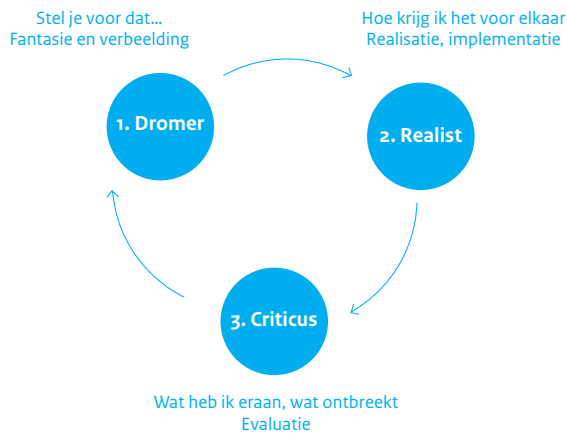 Stel je voor dat...
Fantasie en verbeelding
Hoe krijg ik het voor elkaar
Realisatie, implementatie
1. Dromer
2. Realist
3. Criticus
Wat heb ik eraan, wat ontbreekt
Evaluatie